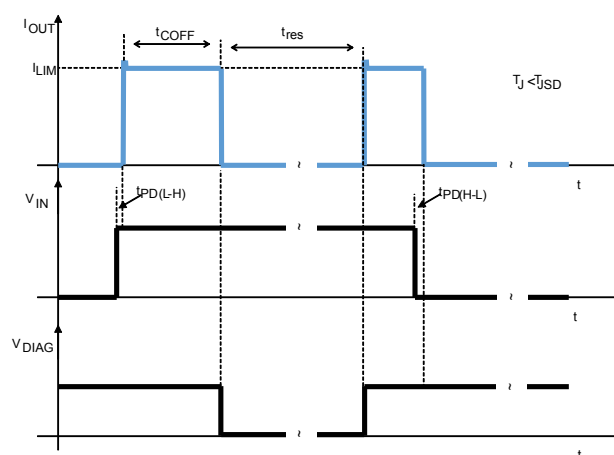 IOUT
tCOFF
tres
ILIM
TJ <TJSD
~
~
t
tPD(L-H)
tPD(H-L)
VIN
~
~
t
VDIAG
~
~
t